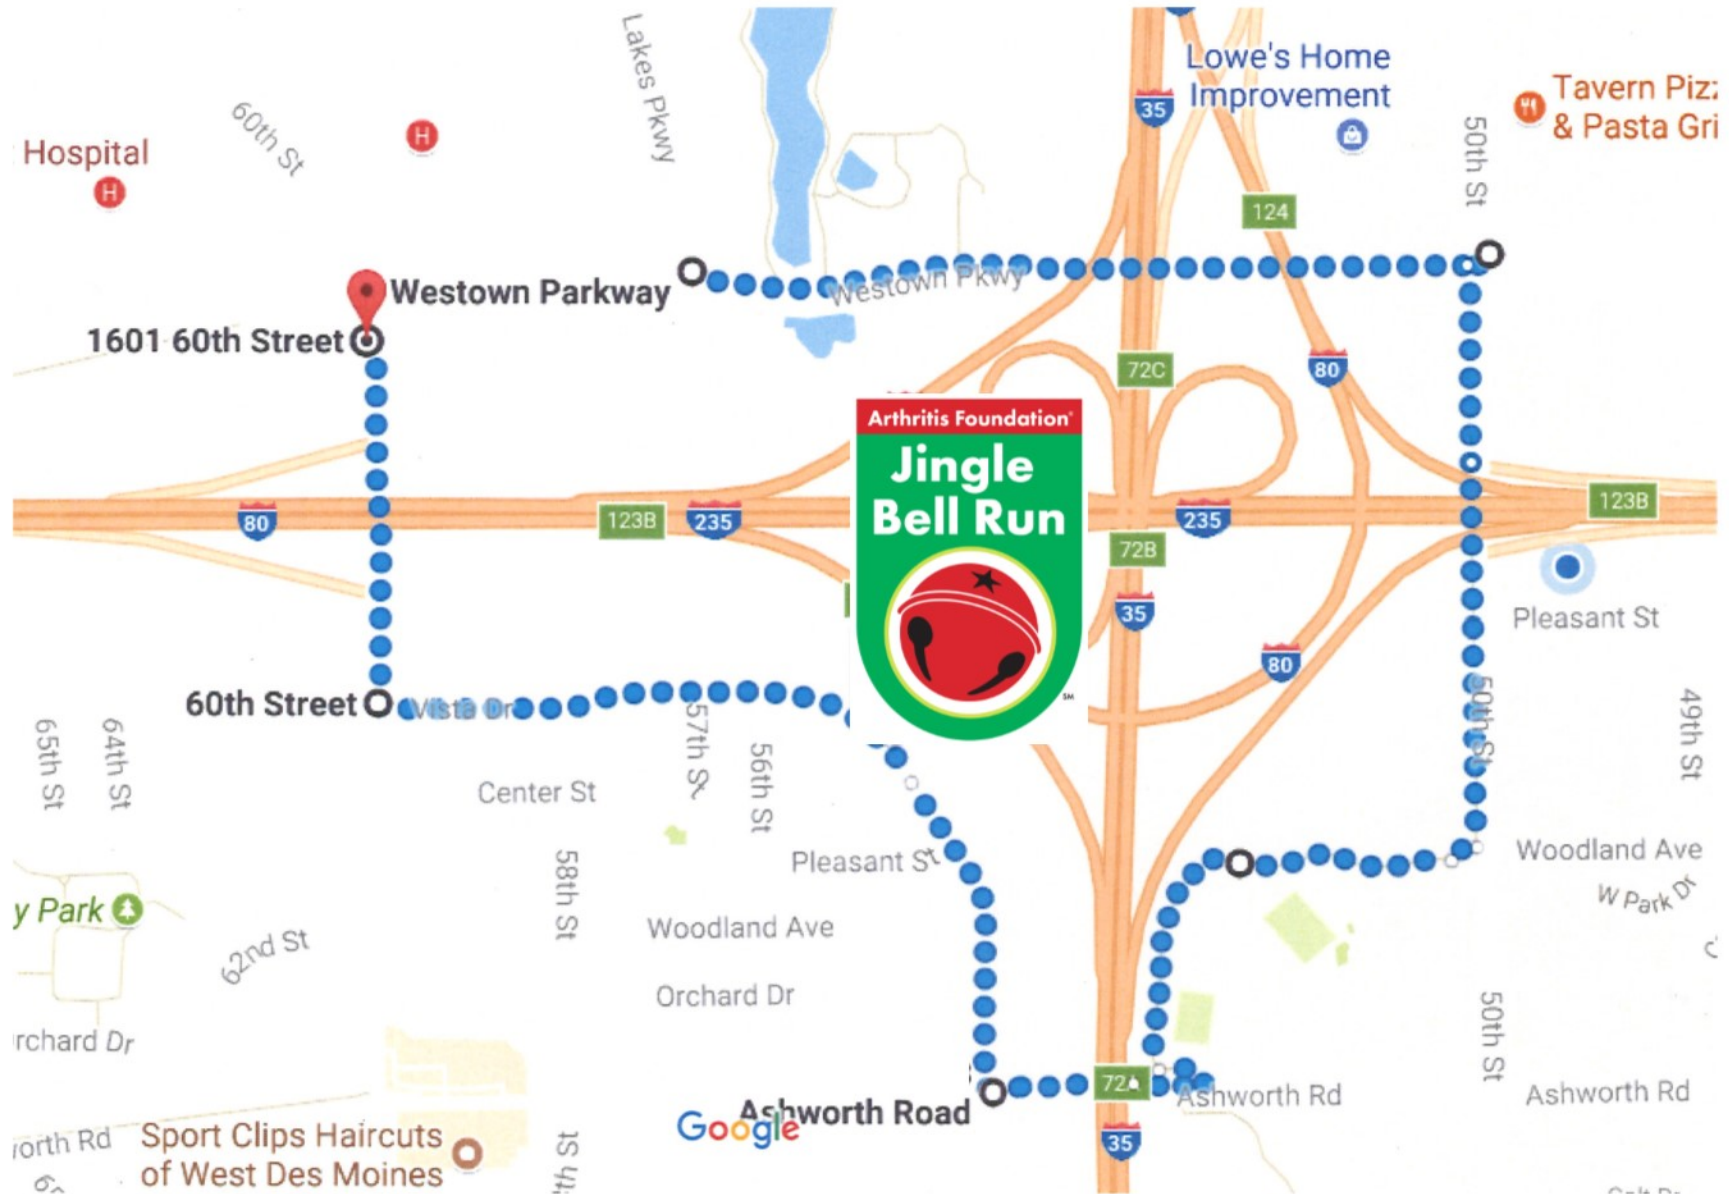 Lakes Pkwy
35
Lowe's Home
Improvement
Tavern
& Pasta
50th St
60th St
H
Hospital
H
124
Westown Parkway
Westown Pkwy
1601 60th Street
72C
80
Arthritis Foundation®
Jingle
Bell Run
SM
80
123B
235
235
123B
72B
35
Pleasant St
80
60th Street
Vista Dr
57th St
50th St
49th St
65th St
64th St
56th St
Center St
Pleasant St
Woodland Ave
W Park Dr
58th St
Park
Woodland Ave
62nd St
Orchard Dr
50th St
Dr
72A
Ashworth Rd
Ashworth Rd
Ashworth Road
Google
Rd
Sport Clips Haircuts
of West Des Moines
St
35